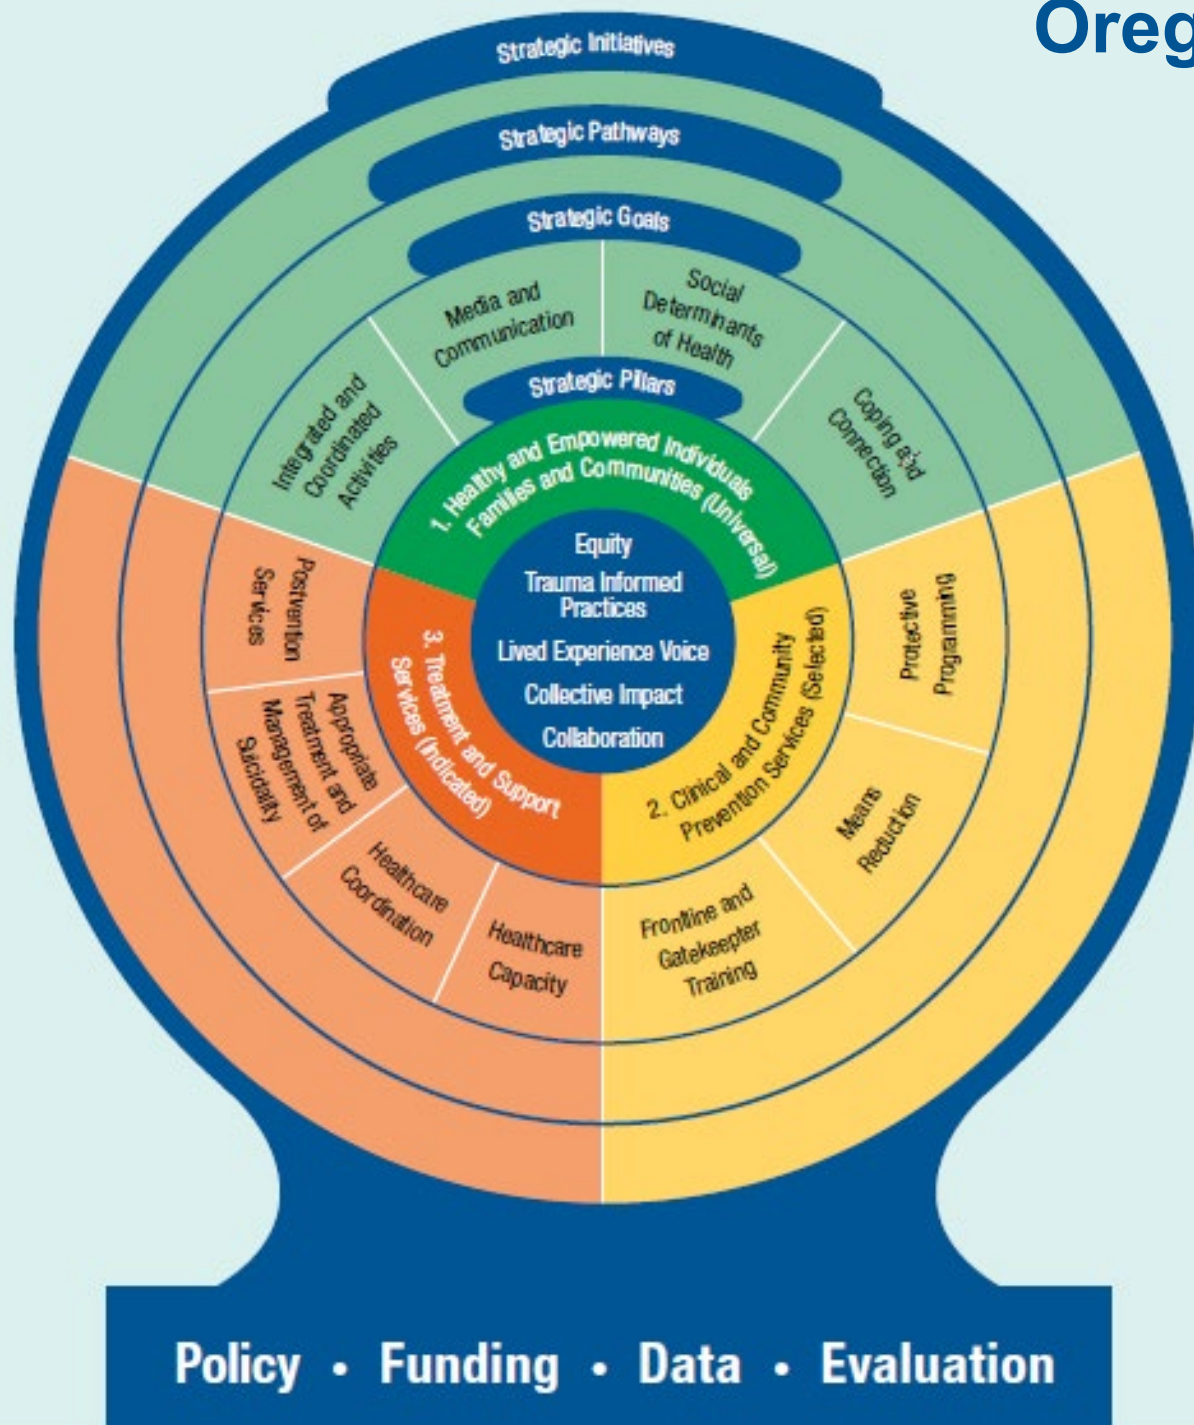 Oreg
Strategic Initiatives
Strategic Pathways
Strategic Goals
Media and
Communication
Social
Determinants
of Health
Integrated and
Coordinated
Activities
Coping and
Connection
Strategic Pillars
1. Healthy and Empowered Individuals
Families and Communities (Universal)
Equity
Trauma Informed
Practices
Lived Experience Voice
Collective Impact
Collaboration
Protective
Programming
Means
Reduction
Frontline and
Gatekeepter
Training
2. Clinical and Community
Prevention Services (Selected)
3. Treatment and Support
Services (Indicated)
Postvention
Services
Appropriate
Treatment and
Management of
Suicidality
Healthcare
Coordination
Healthcare
Capacity
Policy • Funding • Data • Evaluation